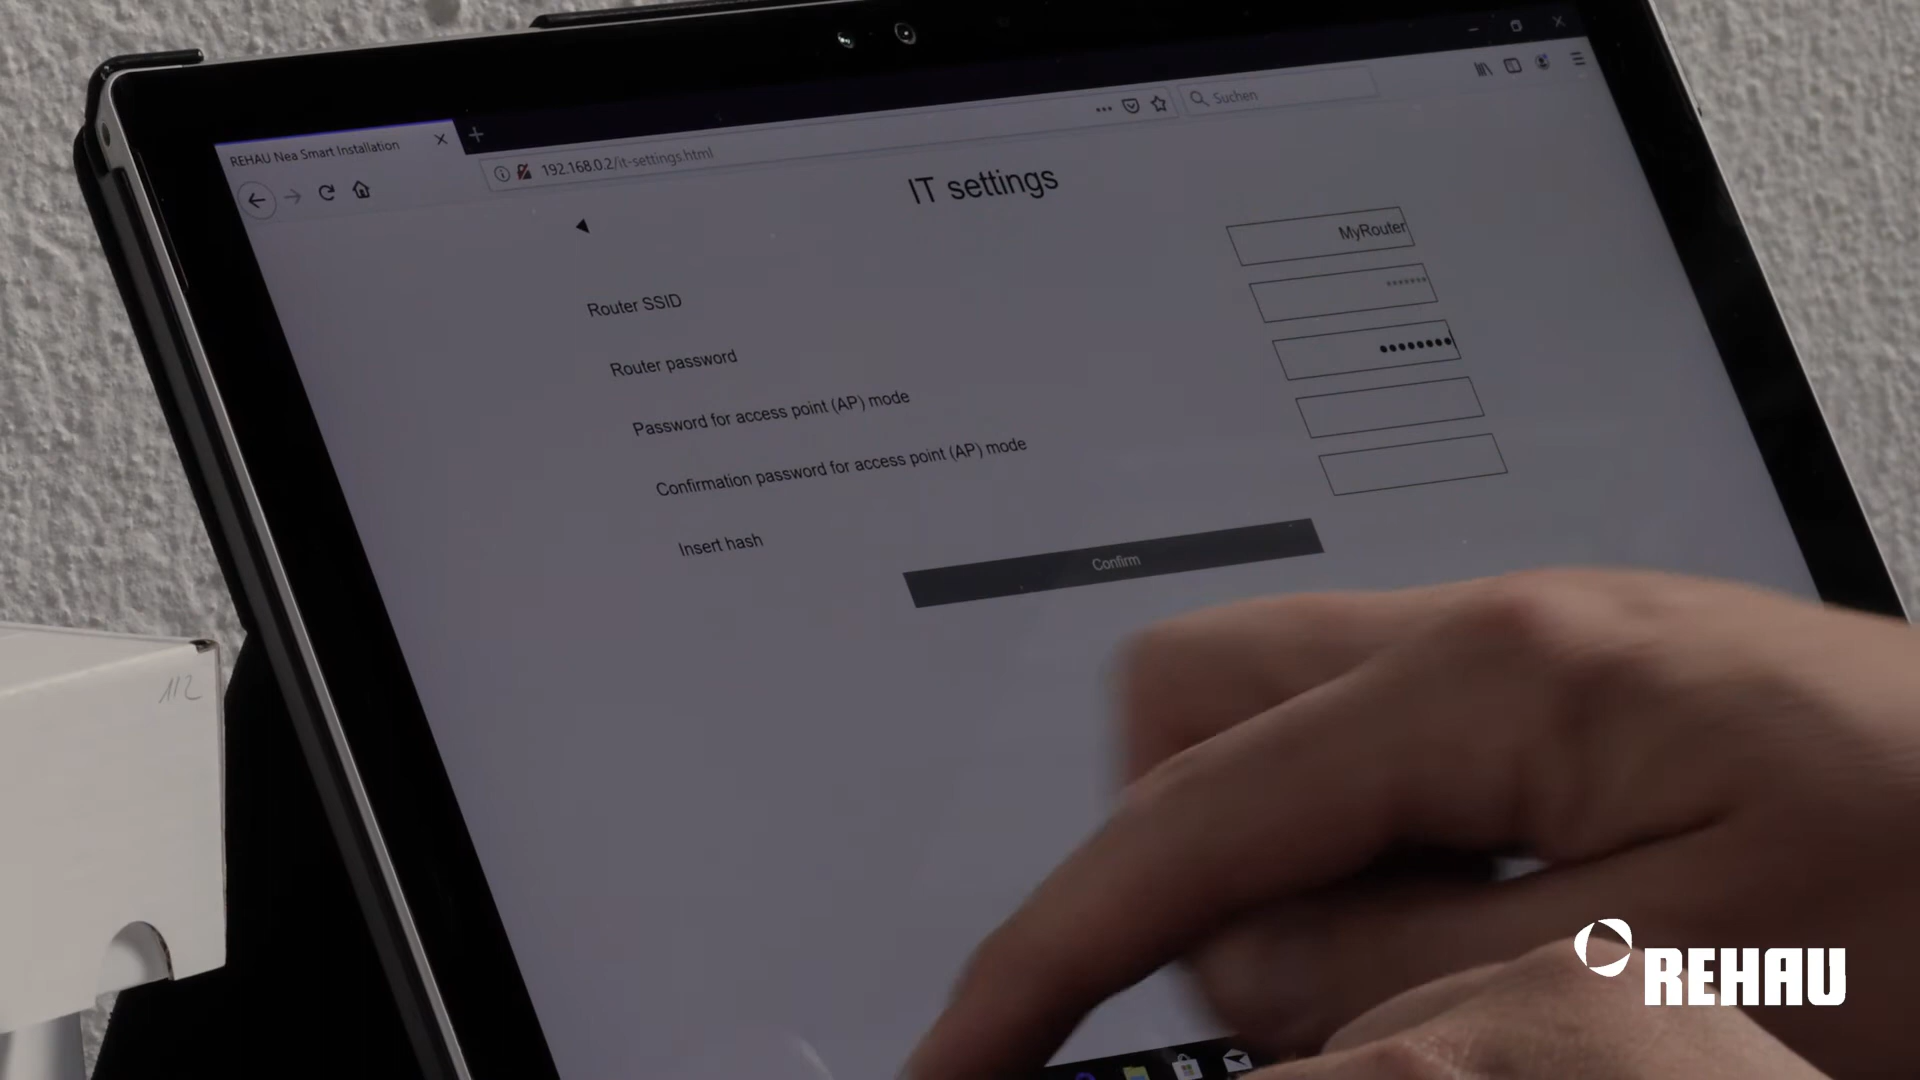 REHAU Nea Smart Installation
192.168.0.2/it-settings.html
Suchen
IT settings
Router SSID
MyRouter
Router password
*******
Password for access point (AP) mode
••••••••
Confirmation password for access point (AP) mode
Insert hash
Confirm
112
REHAU